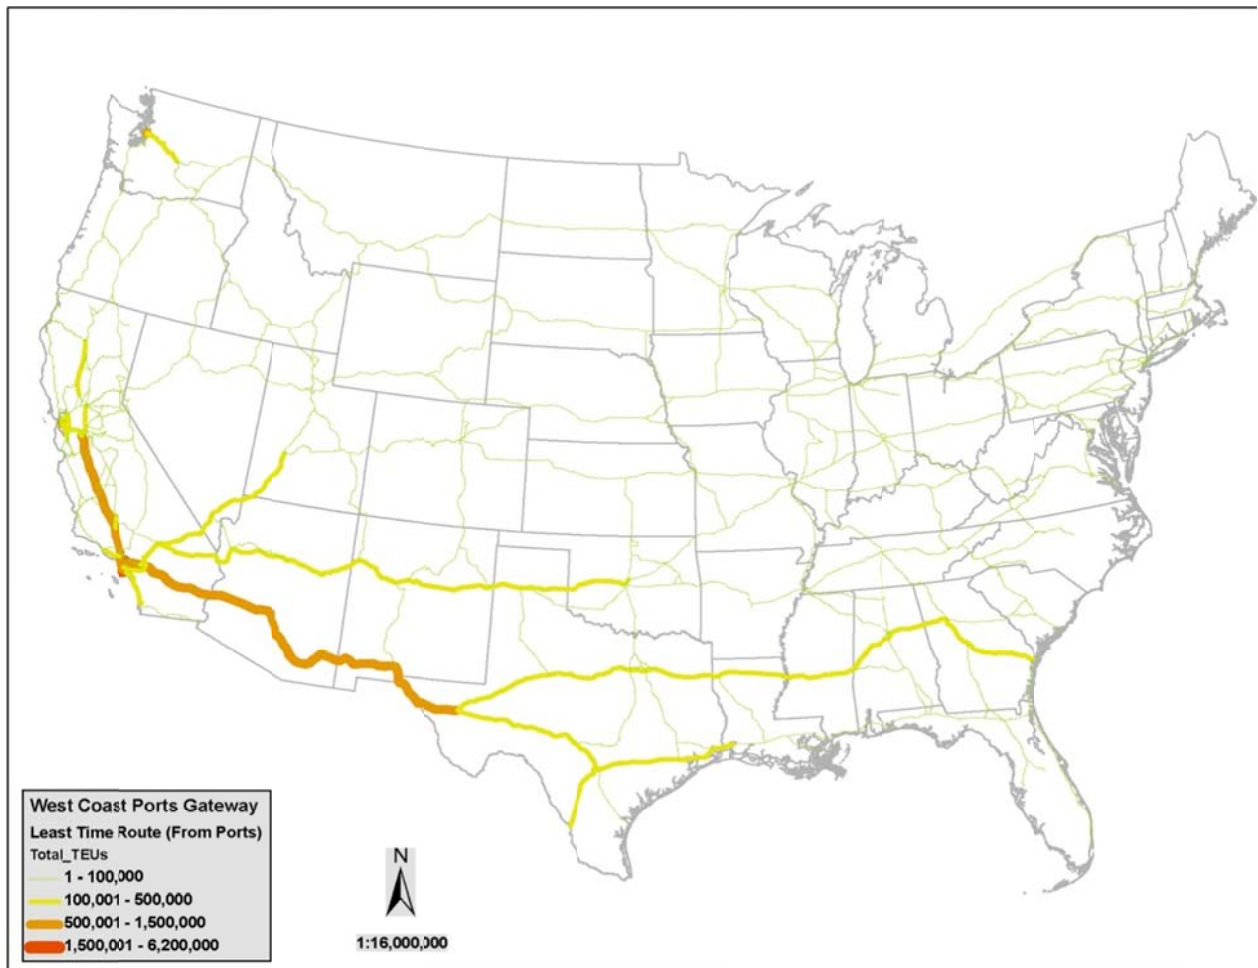 West Coast Ports Gateway
Least Time Route (From Ports)
Total_TEUs
1 - 100,000
100,001 - 500,000
500,001 - 1,500,000
1,500,001 - 6,200,000
N
1:16,000,000